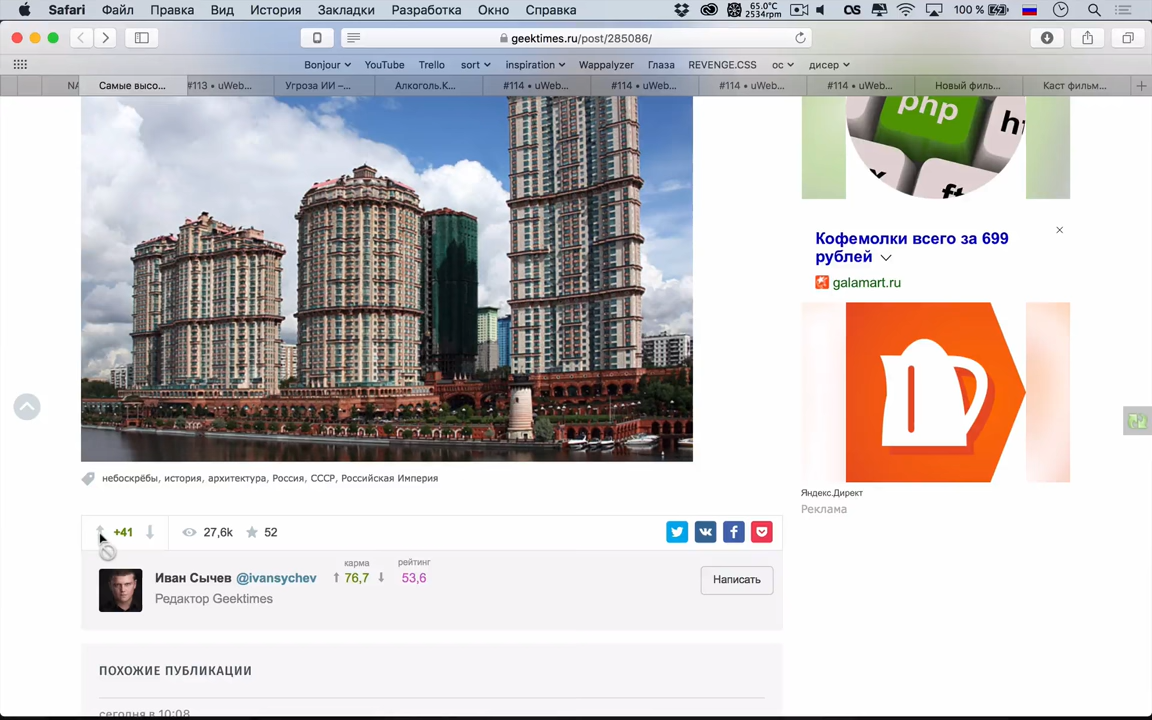 Safari Файл Правка Вид История Закладки Разработка Окно Справка
65.0°C
2534rpm
100 %
geektimes.ru/post/285086/
Bonjour YouTube Trello sort inspiration Wappalyzer Глаза REVENGE.CSS ос дисер
NA Самые высо... #113 • uWeb... Угроза ИИ –... Алкоголь.К... #114 • uWeb... #114 • uWeb... #114 • uWeb... #114 • uWeb... Новый филь... Каст фильм...
php
Кофемолки всего за 699
рублей
galamart.ru
Яндекс.Директ
Реклама
небоскрёбы, история, архитектура, Россия, СССР, Российская Империя
+41 27,6k 52
карма рейтинг
Иван Сычев @ivansychev 76,7 53,6
Редактор Geektimes
Написать
ПОХОЖИЕ ПУБЛИКАЦИИ
сегодня в 10:08